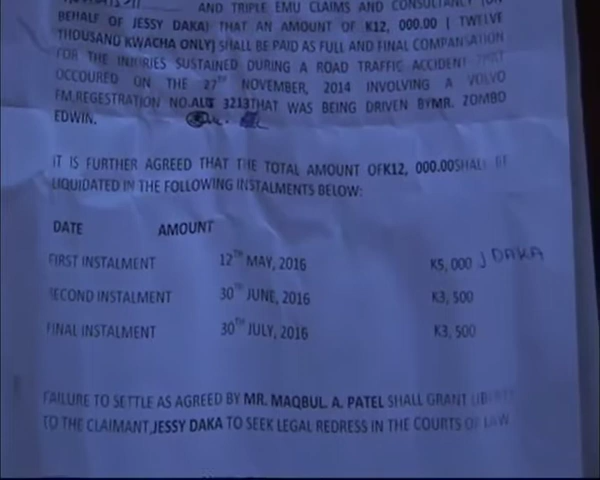 AND TRIPLE EMU CLAIMS AND CONSULTANCY (ON
BEHALF OF JESSY DAKA) THAT AN AMOUNT OF K12, 000.00 [ TWELVE
THOUSAND KWACHA ONLY] SHALL BE PAID AS FULL AND FINAL COMPANSATION
FOR THE INJURIES SUSTAINED DURING A ROAD TRAFFIC ACCIDENT THAT
OCCOURED ON THE 27TH NOVEMBER, 2014 INVOLVING A VOLVO
FM,REGESTRATION NO.ALT 3213THAT WAS BEING DRIVEN BYMR. ZOMBO
EDWIN.
IT IS FURTHER AGREED THAT THE TOTAL AMOUNT OFK12, 000.00SHALL BE
LIQUIDATED IN THE FOLLOWING INSTALMENTS BELOW:
DATE AMOUNT
FIRST INSTALMENT 12TH MAY, 2016 K5, 000 J DAKA
SECOND INSTALMENT 30TH JUNE, 2016 K3, 500
FINAL INSTALMENT 30TH JULY, 2016 K3, 500
FAILURE TO SETTLE AS AGREED BY MR. MAQBUL. A. PATEL SHALL GRANT LIBERTY
TO THE CLAIMANT,JESSY DAKA TO SEEK LEGAL REDRESS IN THE COURTS OF LAW